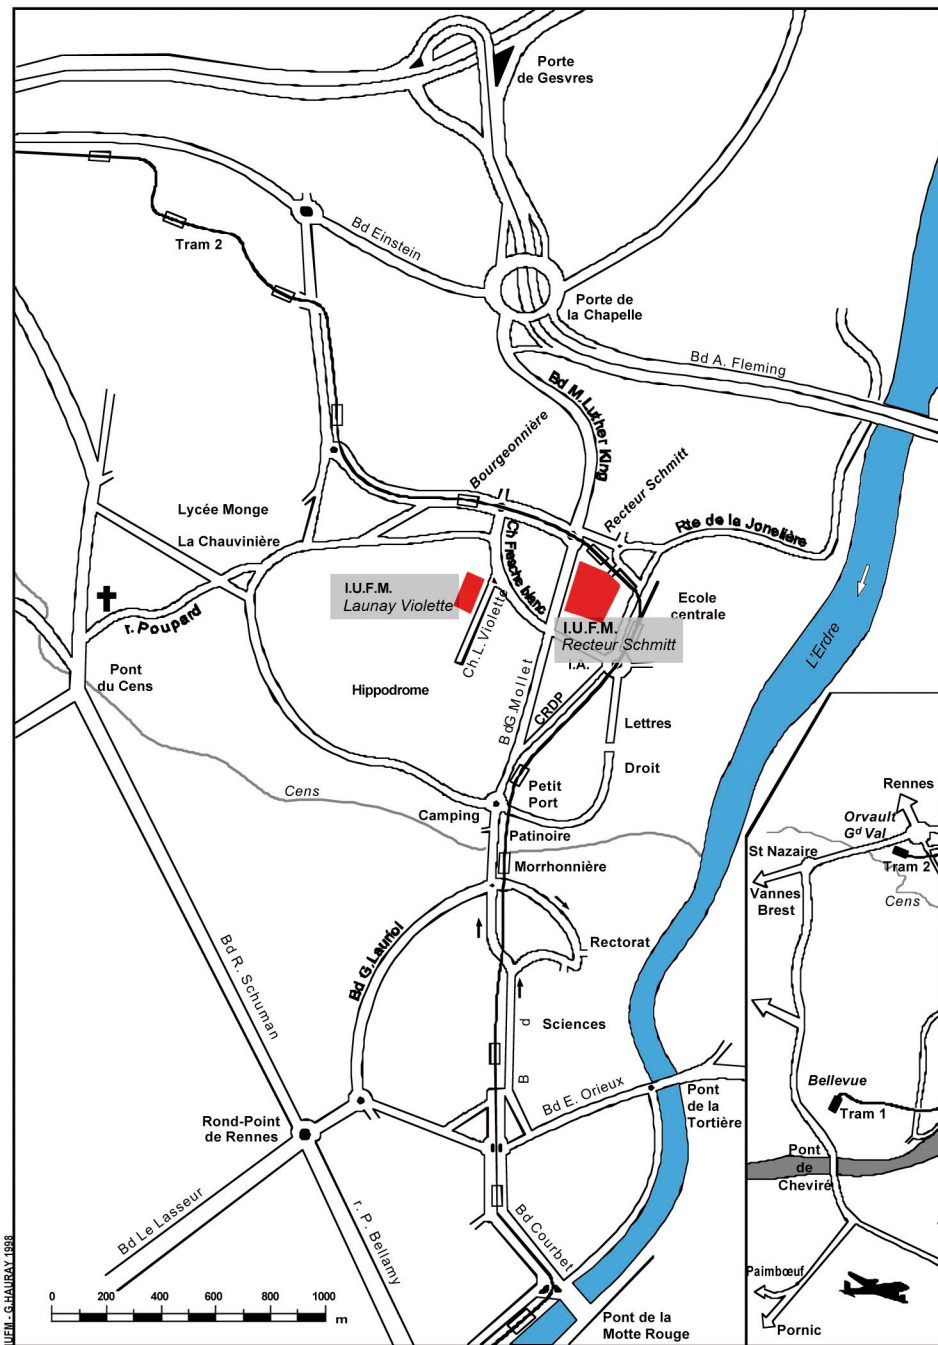 Porte
de Gesvres
Bd Einstein
Tram 2
Porte de
la Chapelle
Bd A. Fleming
Bd M. Luther King
Bourgeonnière
Recteur Schmitt
Lycée Monge
La Chauvinière
Rte de la Jonelière
Ch Fresche blanc
I.U.F.M.
Launay Violette
Ecole
centrale
r. Poupard
Ch. L. Violette
I.U.F.M.
Recteur Schmitt
I.A.
L'Erdre
Pont
du Cens
Hippodrome
Bd G. Mollet
CRDP
Lettres
Droit
Cens
Petit
Port
Camping
Patinoire
Morrhonnière
Rennes
Orvault
Gd Val
St Nazaire
Tram 2
Vannes
Brest
Cens
Bd R. Schuman
Bd G. Lauriol
Rectorat
Sciences
B d
Bd E. Orieux
Bellevue
Tram 1
Pont
de la
Tortière
Rond-Point
de Rennes
Pont
de
Cheviré
Bd Le Lasseur
r. P. Bellamy
Bd Courbet
Paimbœuf
Pornic
0 200 400 600 800 1000
m
Pont de la
Motte Rouge
IUFM - G.HAURAY 1998